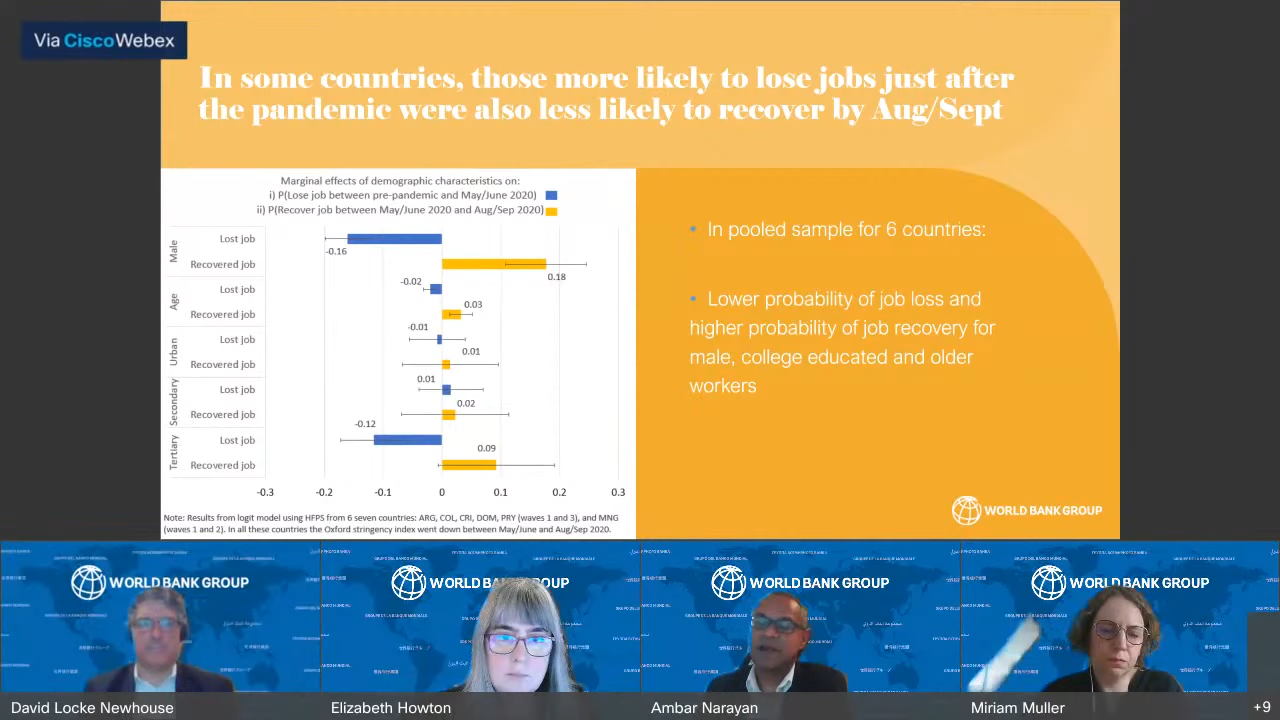 Via Cisco Webex
In some countries, those more likely to lose jobs just after
the pandemic were also less likely to recover by Aug/Sept
Marginal effects of demographic characteristics on:
i) P(Lose job between pre-pandemic and May/June 2020)
ii) P(Recover job between May/June 2020 and Aug/Sep 2020)
Male
Lost job
-0.16
Recovered job
0.18
Age
Lost job
-0.02
Recovered job
0.03
Urban
Lost job
-0.01
Recovered job
0.01
Secondary
Lost job
0.01
Recovered job
0.02
Tertiary
Lost job
-0.12
Recovered job
0.09
-0.3 -0.2 -0.1 0 0.1 0.2 0.3
Note: Results from logit model using HFPS from 6 seven countries: ARG, COL, CRI, DOM, PRY (waves 1 and 3), and MNG
(waves 1 and 2). In all these countries the Oxford stringency index went down between May/June and Aug/Sep 2020.
• In pooled sample for 6 countries:
• Lower probability of job loss and
higher probability of job recovery for
male, college educated and older
workers
WORLD BANK GROUP
WORLD BANK GROUP
WORLD BANK GROUP
WORLD BANK GROUP
WORLD BANK GROUP
David Locke Newhouse
Elizabeth Howton
Ambar Narayan
Miriam Muller
+9